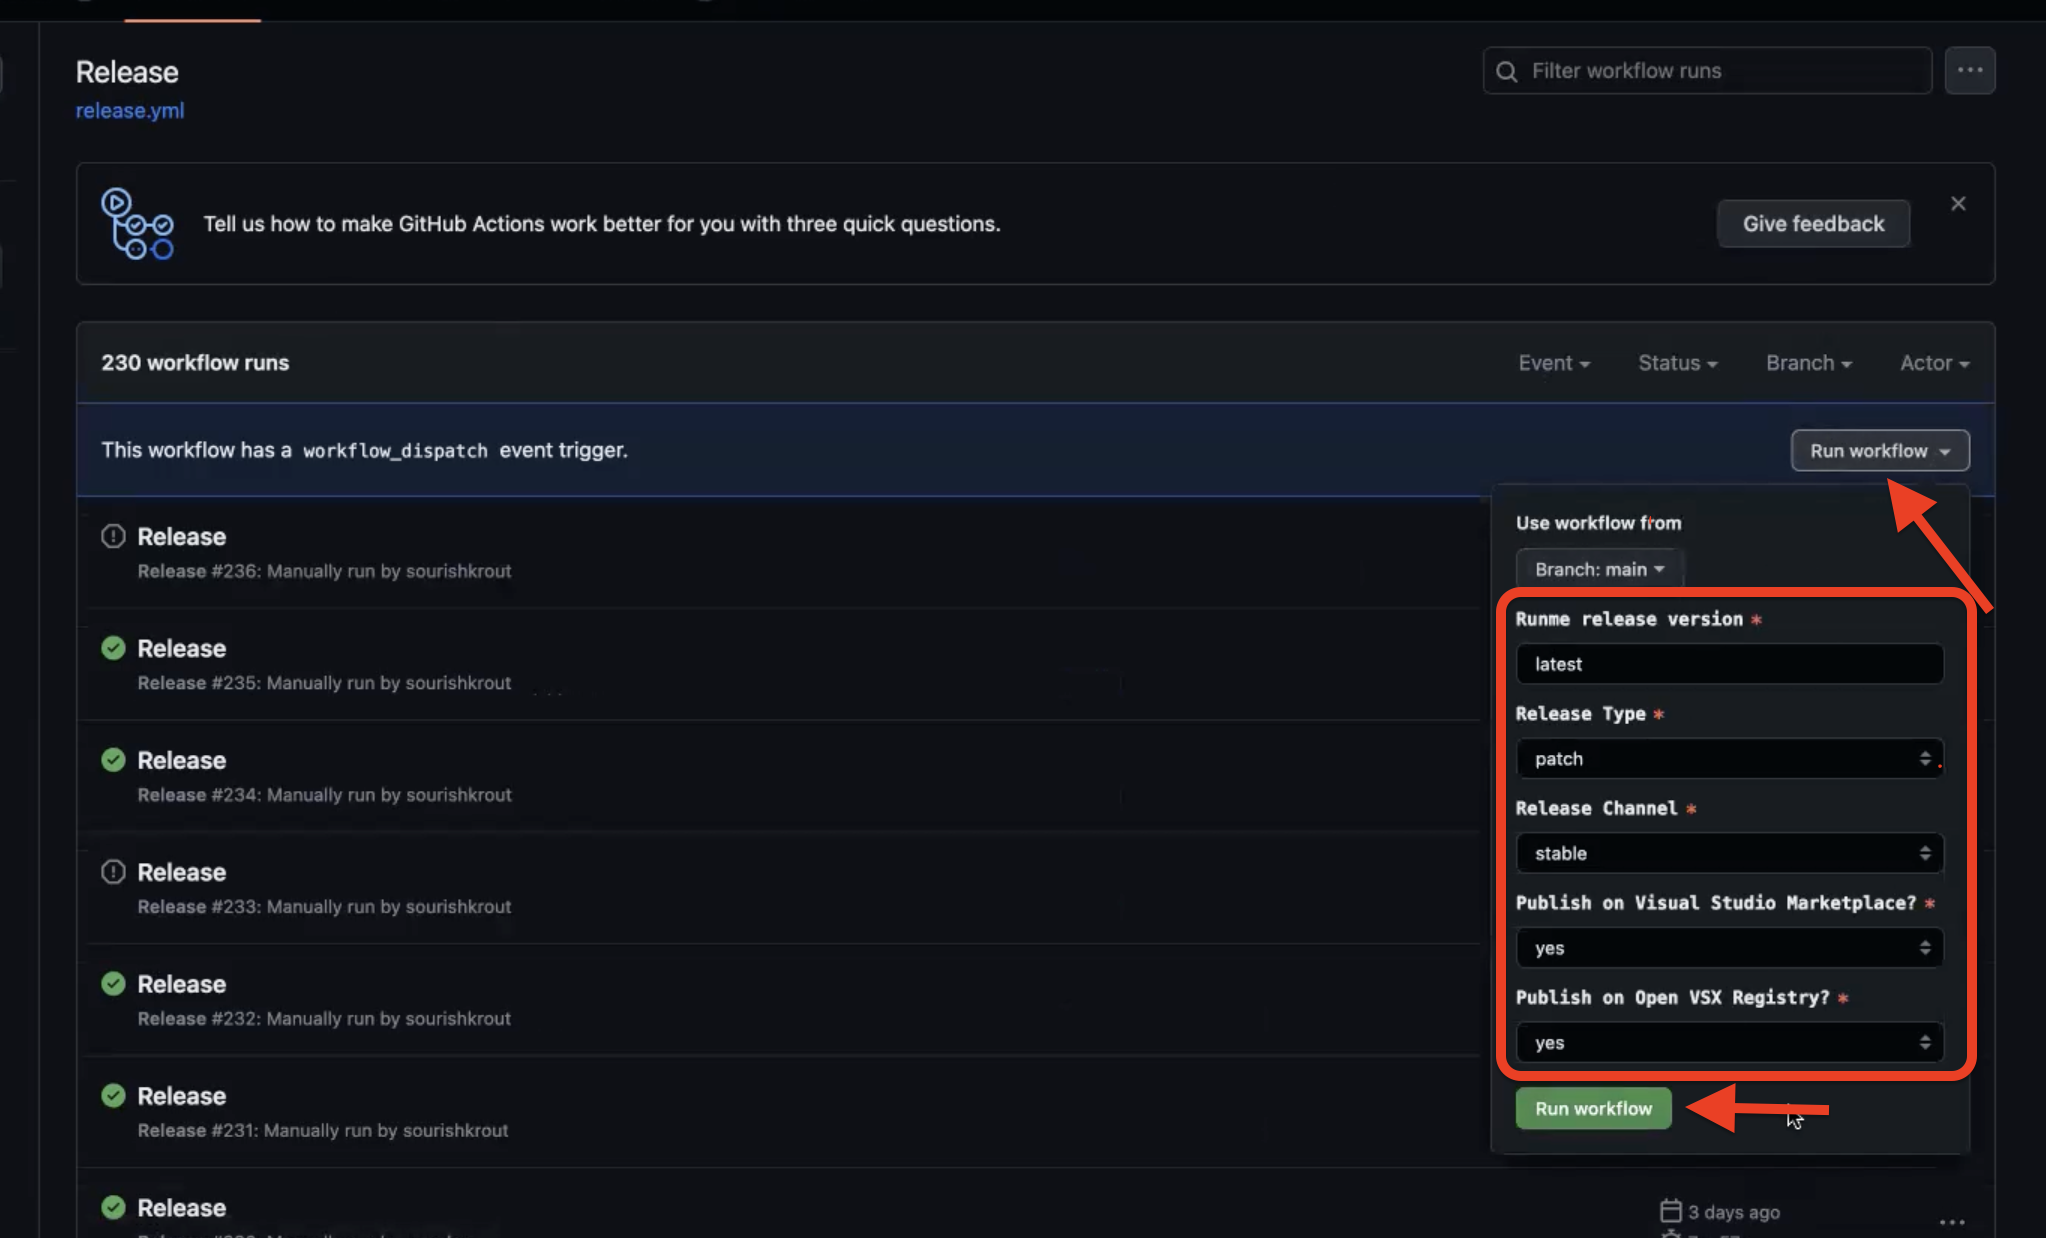 Release
release.yml
Filter workflow runs
Tell us how to make GitHub Actions work better for you with three quick questions.
Give feedback
230 workflow runs
Event
Status
Branch
Actor
This workflow has a workflow_dispatch event trigger.
Run workflow
Use workflow from
Branch: main
Runme release version *
latest
Release Type *
patch
Release Channel *
stable
Publish on Visual Studio Marketplace? *
yes
Publish on Open VSX Registry? *
yes
Run workflow
Release
Release #236: Manually run by sourishkrout
Release
Release #235: Manually run by sourishkrout
Release
Release #234: Manually run by sourishkrout
Release
Release #233: Manually run by sourishkrout
Release
Release #232: Manually run by sourishkrout
Release
Release #231: Manually run by sourishkrout
Release
3 days ago